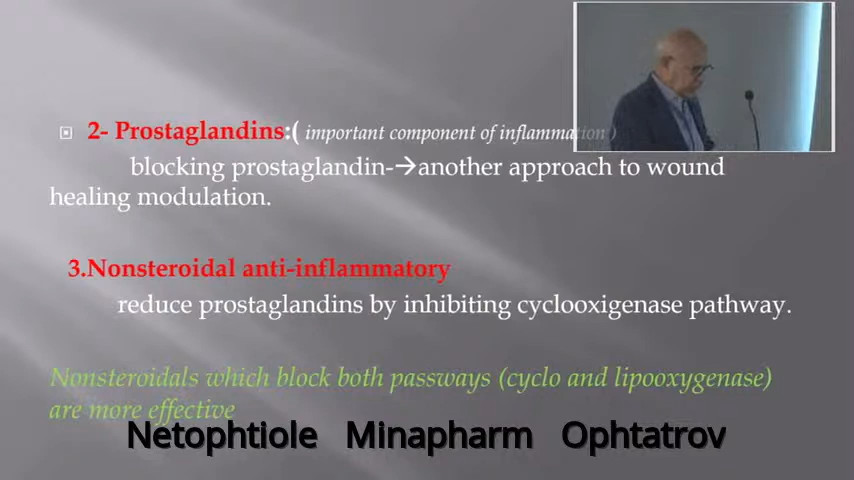 2- Prostaglandins:( important component of inflammation )
blocking prostaglandin-→another approach to wound
healing modulation.
3.Nonsteroidal anti-inflammatory
reduce prostaglandins by inhibiting cyclooxigenase pathway.
Nonsteroidals which block both passways (cyclo and lipooxygenase)
are more effective
Netophtiole Minapharm Ophtatrov